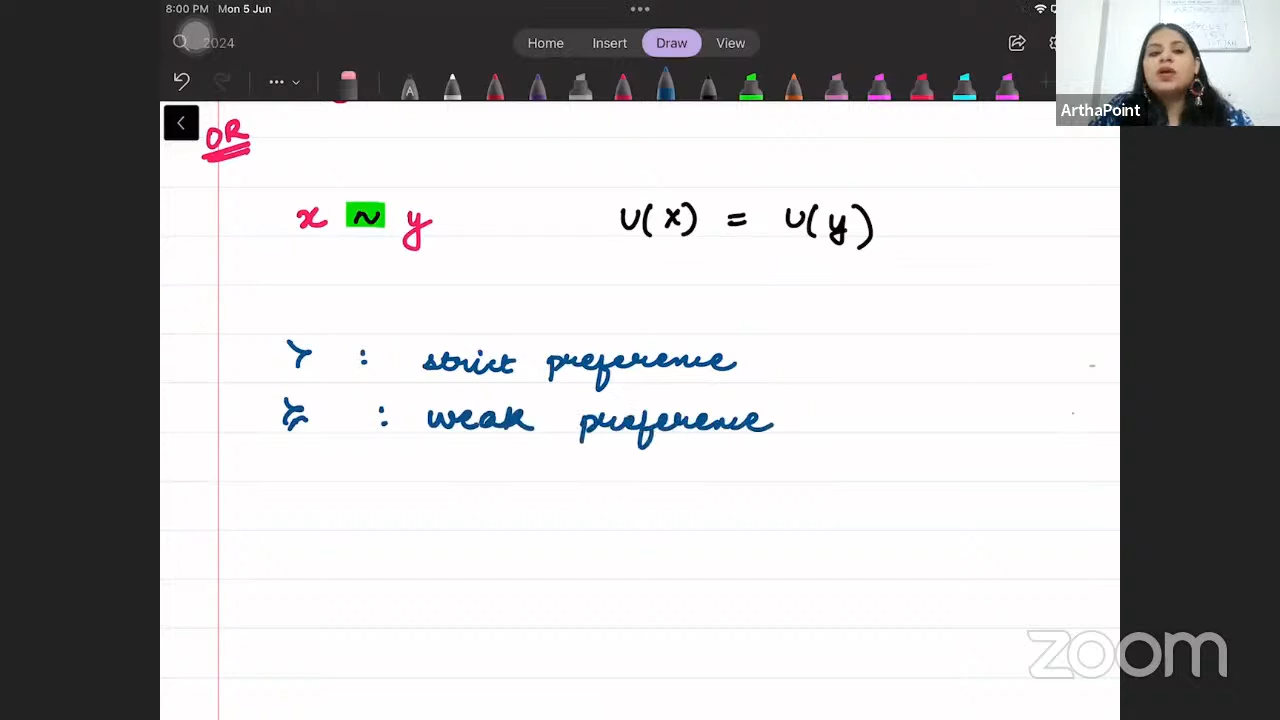 8:00 PM Mon 5 Jun
2024
Home Insert Draw View
A
ArthaPoint
OR
x ~ y U(x) = U(y)
≻ : strict preference
≿ : weak preference
zoom